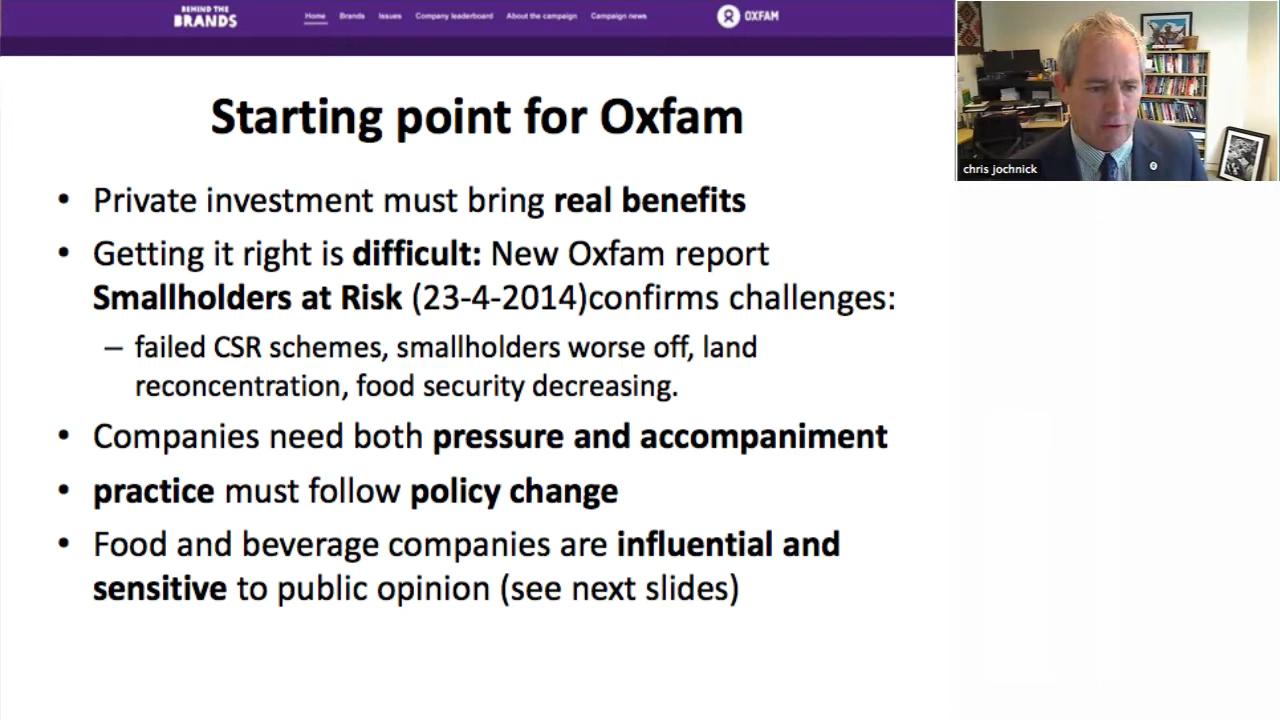 BEHIND THE
BRANDS
Home Brands Issues Company leaderboard About the campaign Campaign news
OXFAM
chris jochnick
Starting point for Oxfam
• Private investment must bring real benefits
• Getting it right is difficult: New Oxfam report
Smallholders at Risk (23-4-2014)confirms challenges:
– failed CSR schemes, smallholders worse off, land
reconcentration, food security decreasing.
• Companies need both pressure and accompaniment
• practice must follow policy change
• Food and beverage companies are influential and
sensitive to public opinion (see next slides)